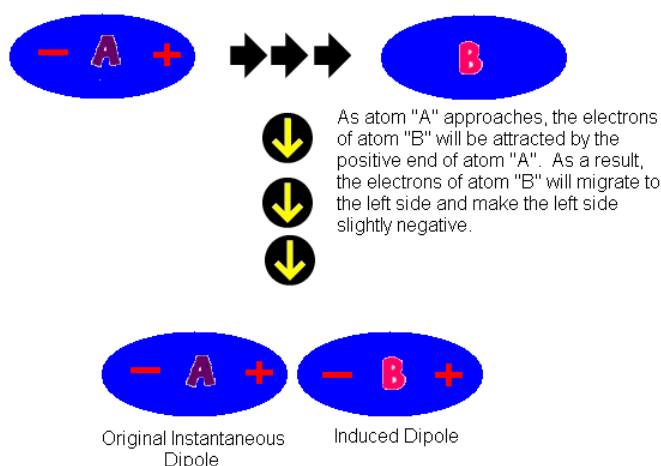 − A +
B
As atom "A" approaches, the electrons
of atom "B" will be attracted by the
positive end of atom "A". As a result,
the electrons of atom "B" will migrate to
the left side and make the left side
slightly negative.
− A +
− B +
Original Instantaneous
Dipole
Induced Dipole